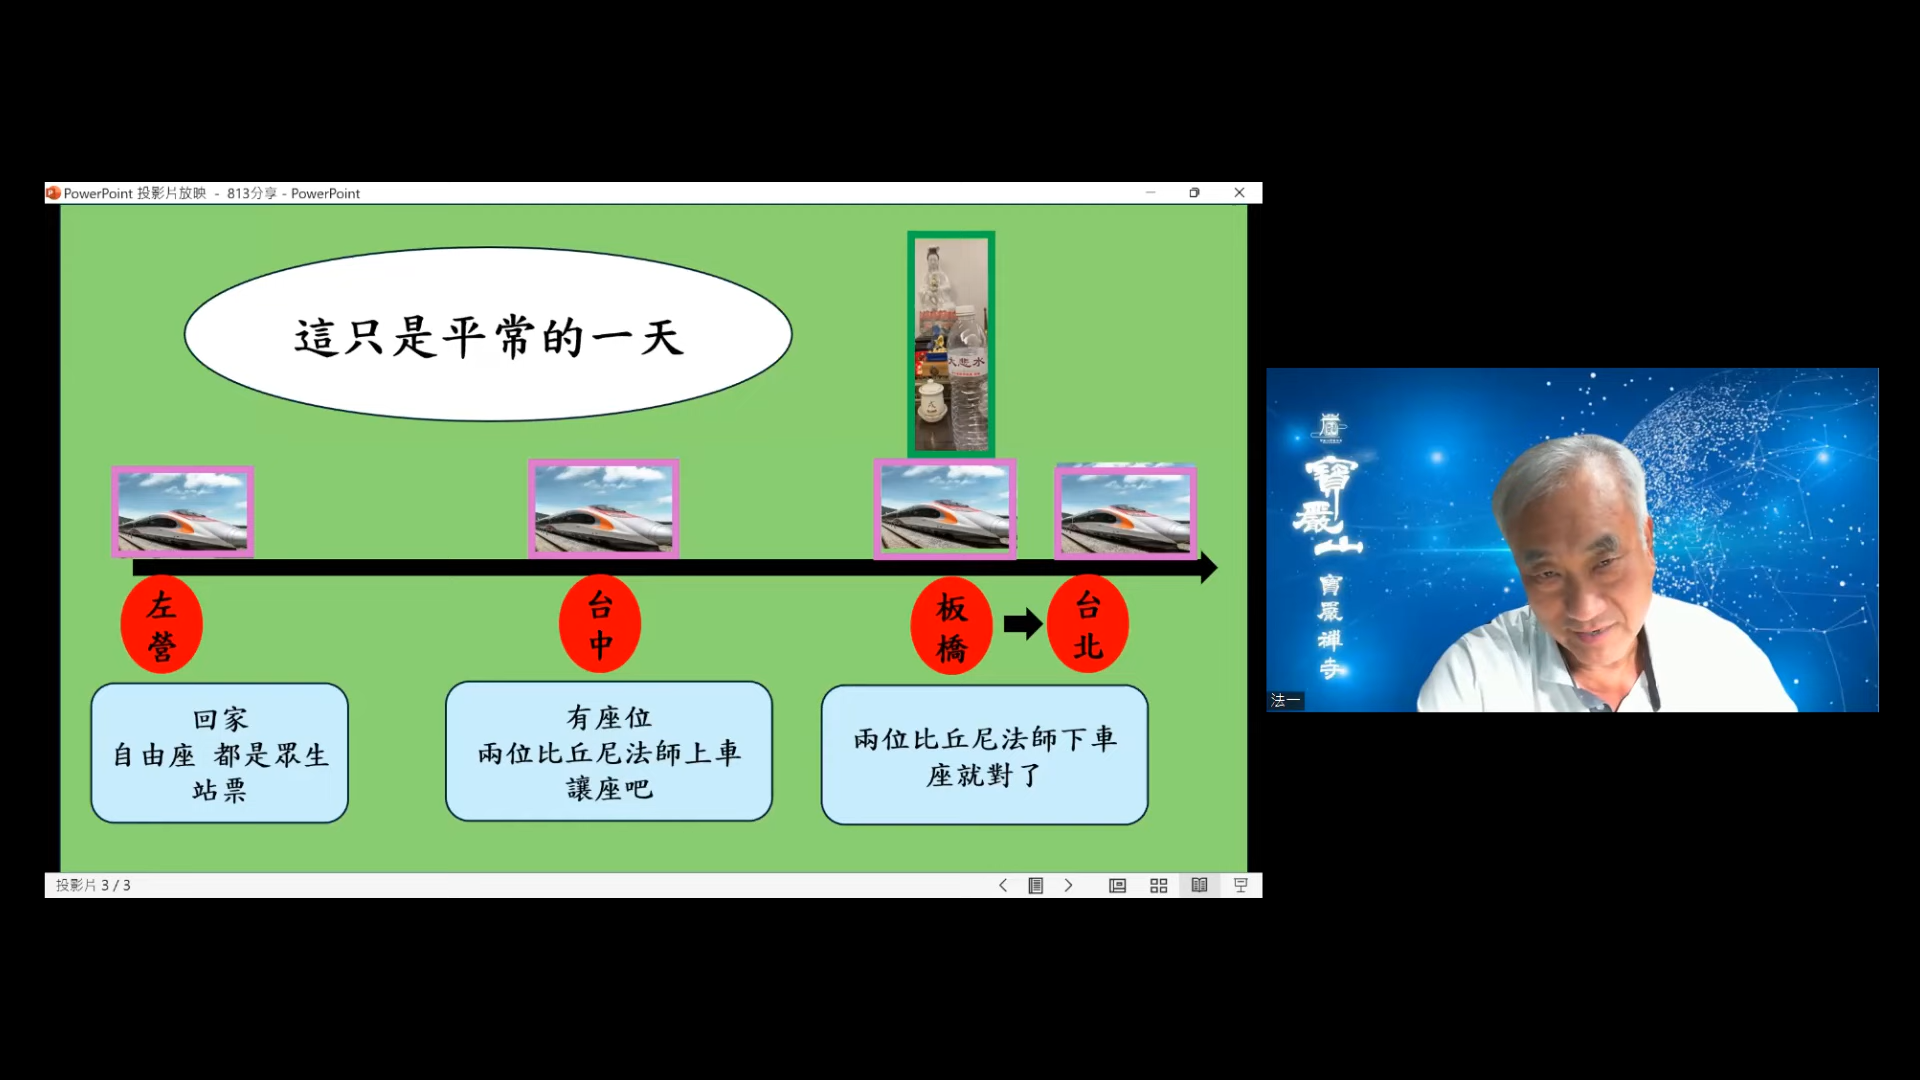 PowerPoint 投影片放映 - 813分享 - PowerPoint
這只是平常的一天
大悲水
左營
台中
板橋
台北
回家
自由座 都是眾生
站票
有座位
兩位比丘尼法師上車
讓座吧
兩位比丘尼法師下車
座就對了
投影片 3 / 3
寶嚴山
寶嚴禪寺
法一